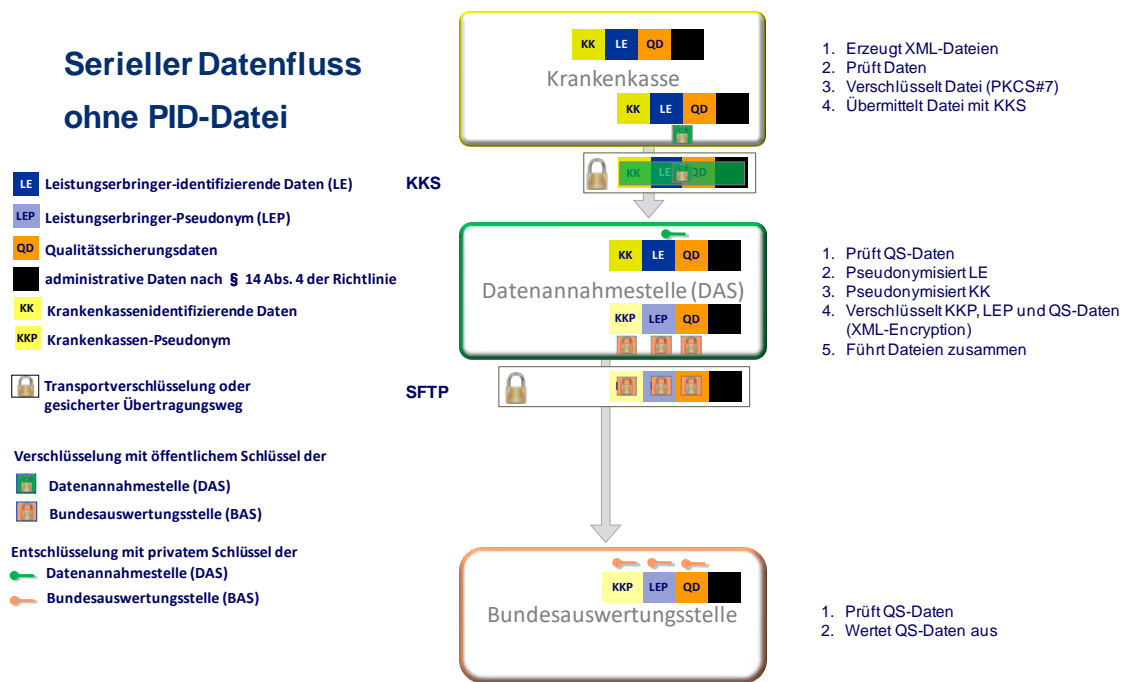 Serieller Datenfluss
ohne PID-Datei
KK LE QD
Krankenkasse
KK LE QD
1. Erzeugt XML-Dateien
2. Prüft Daten
3. Verschlüsselt Datei (PKCS#7)
4. Übermittelt Datei mit KKS
KKS
KK LE QD
LE Leistungserbringer-identifizierende Daten (LE)
LEP Leistungserbringer-Pseudonym (LEP)
QD Qualitätssicherungsdaten
administrative Daten nach § 14 Abs. 4 der Richtlinie
KK Krankenkassenidentifizierende Daten
KKP Krankenkassen-Pseudonym
Transportverschlüsselung oder
gesicherter Übertragungsweg
KK LE QD
Datenannahmestelle (DAS)
KKP LEP QD
1. Prüft QS-Daten
2. Pseudonymisiert LE
3. Pseudonymisiert KK
4. Verschlüsselt KKP, LEP und QS-Daten
(XML-Encryption)
5. Führt Dateien zusammen
SFTP
Verschlüsselung mit öffentlichem Schlüssel der
Datenannahmestelle (DAS)
Bundesauswertungsstelle (BAS)
Entschlüsselung mit privatem Schlüssel der
Datenannahmestelle (DAS)
Bundesauswertungsstelle (BAS)
KKP LEP QD
Bundesauswertungsstelle
1. Prüft QS-Daten
2. Wertet QS-Daten aus